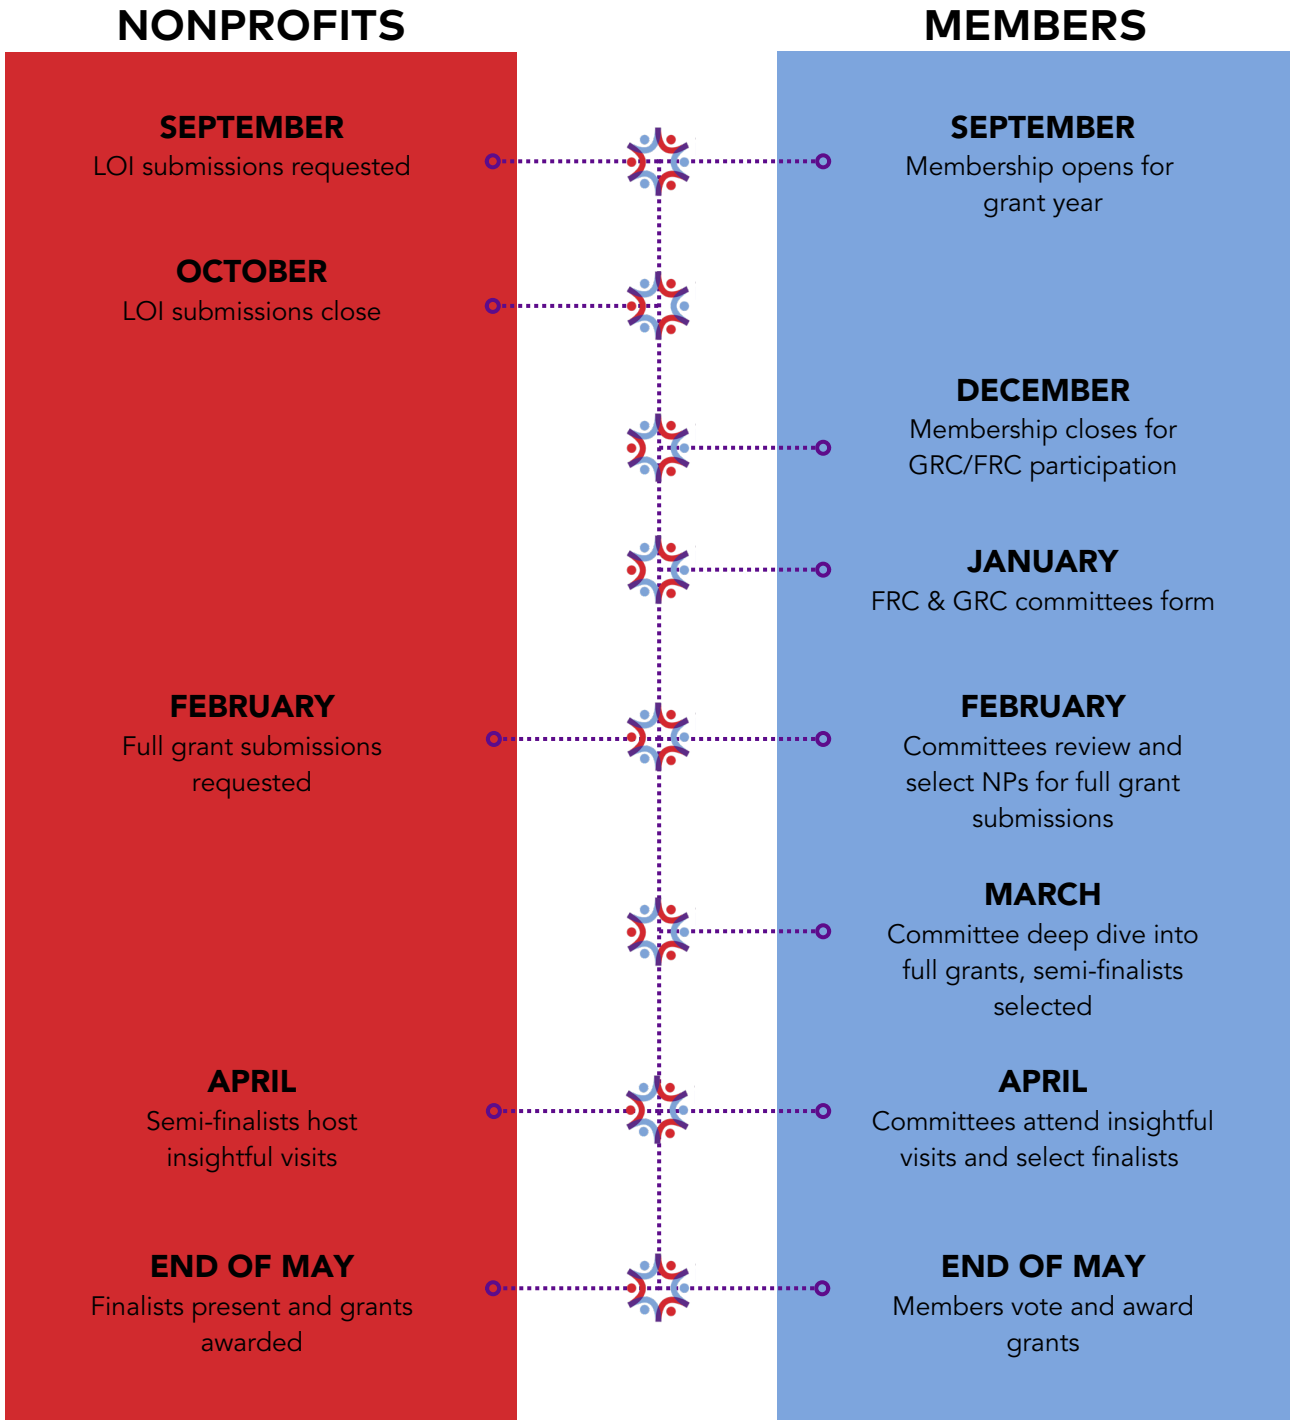 NONPROFITS
SEPTEMBER
LOI submissions requested
OCTOBER
LOI submissions close
FEBRUARY
Full grant submissions
requested
APRIL
Semi-finalists host
insightful visits
END OF MAY
Finalists present and grants
awarded
MEMBERS
SEPTEMBER
Membership opens for
grant year
DECEMBER
Membership closes for
GRC/FRC participation
JANUARY
FRC & GRC committees form
FEBRUARY
Committees review and
select NPs for full grant
submissions
MARCH
Committee deep dive into
full grants, semi-finalists
selected
APRIL
Committees attend insightful
visits and select finalists
END OF MAY
Members vote and award
grants